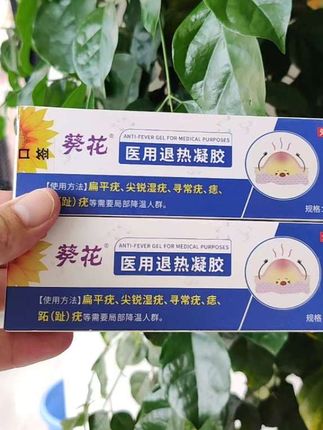 葵花®
ANTI-FEVER GEL FOR MEDICAL PURPOSES
医用退热凝胶
【使用方法】扁平疣、尖锐湿疣、寻常疣、痣、
等需要局部降温人群。
规格:
葵花®
ANTI-FEVER GEL FOR MEDICAL PURPOSES
医用退热凝胶
【使用方法】扁平疣、尖锐湿疣、寻常疣、痣、
跖(趾)疣等需要局部降温人群。
规格